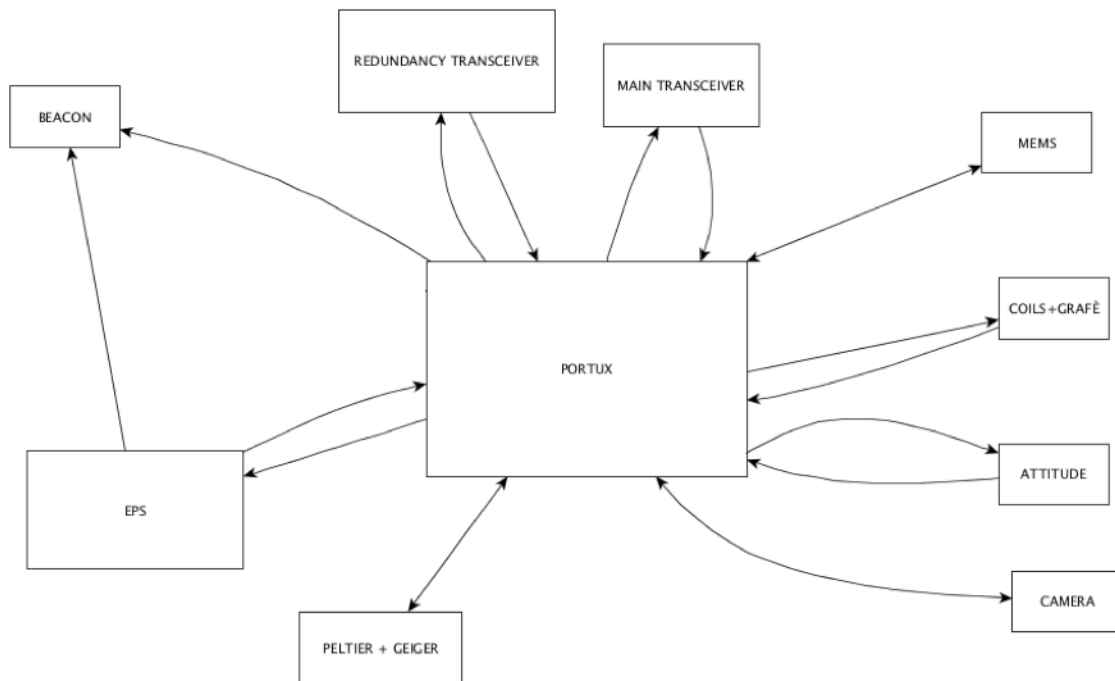 REDUNDANCY TRANSCEIVER
MAIN TRANSCEIVER
BEACON
MEMS
COILS+GRAFÈ
PORTUX
ATTITUDE
EPS
CAMERA
PELTIER + GEIGER